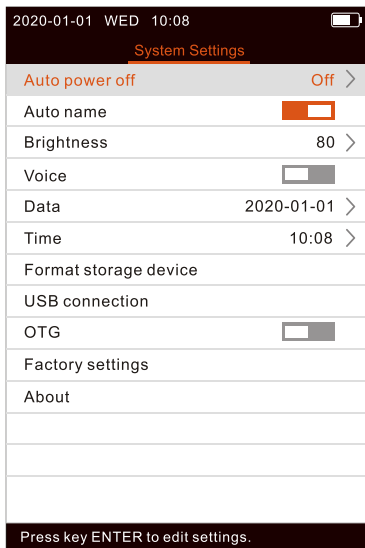 2020-01-01 WED 10:08
System Settings
Auto power off Off
Auto name
Brightness 80
Voice
Data 2020-01-01
Time 10:08
Format storage device
USB connection
OTG
Factory settings
About
Press key ENTER to edit settings.